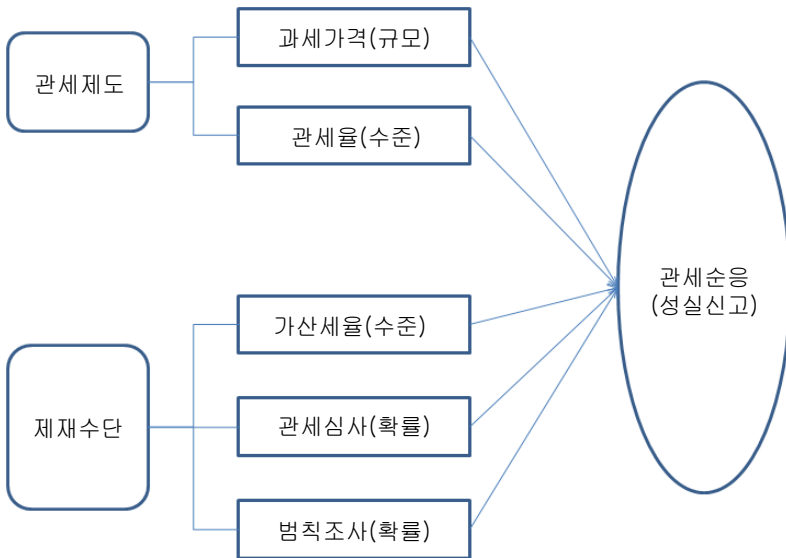 관세제도
과세가격(규모)
관세율(수준)
제재수단
가산세율(수준)
관세심사(확률)
범칙조사(확률)
관세순응
(성실신고)